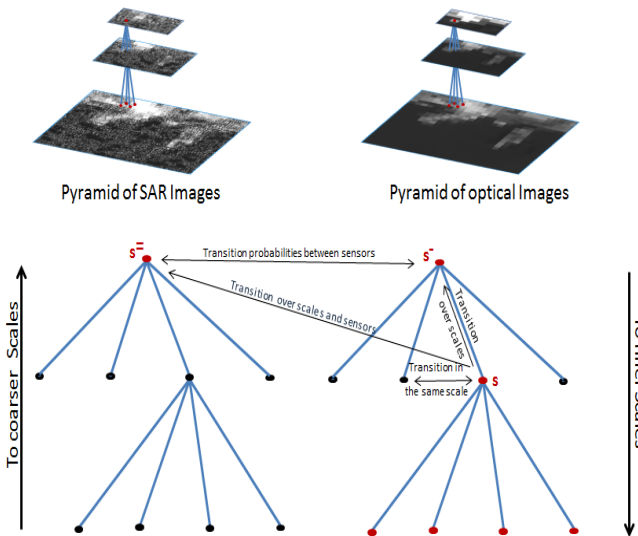 Pyramid of SAR Images
Pyramid of optical Images
s=
Transition probabilities between sensors
s-
Transition over scales and sensors
Transition
over scales
Transition in
the same scale
s
To coarser Scales